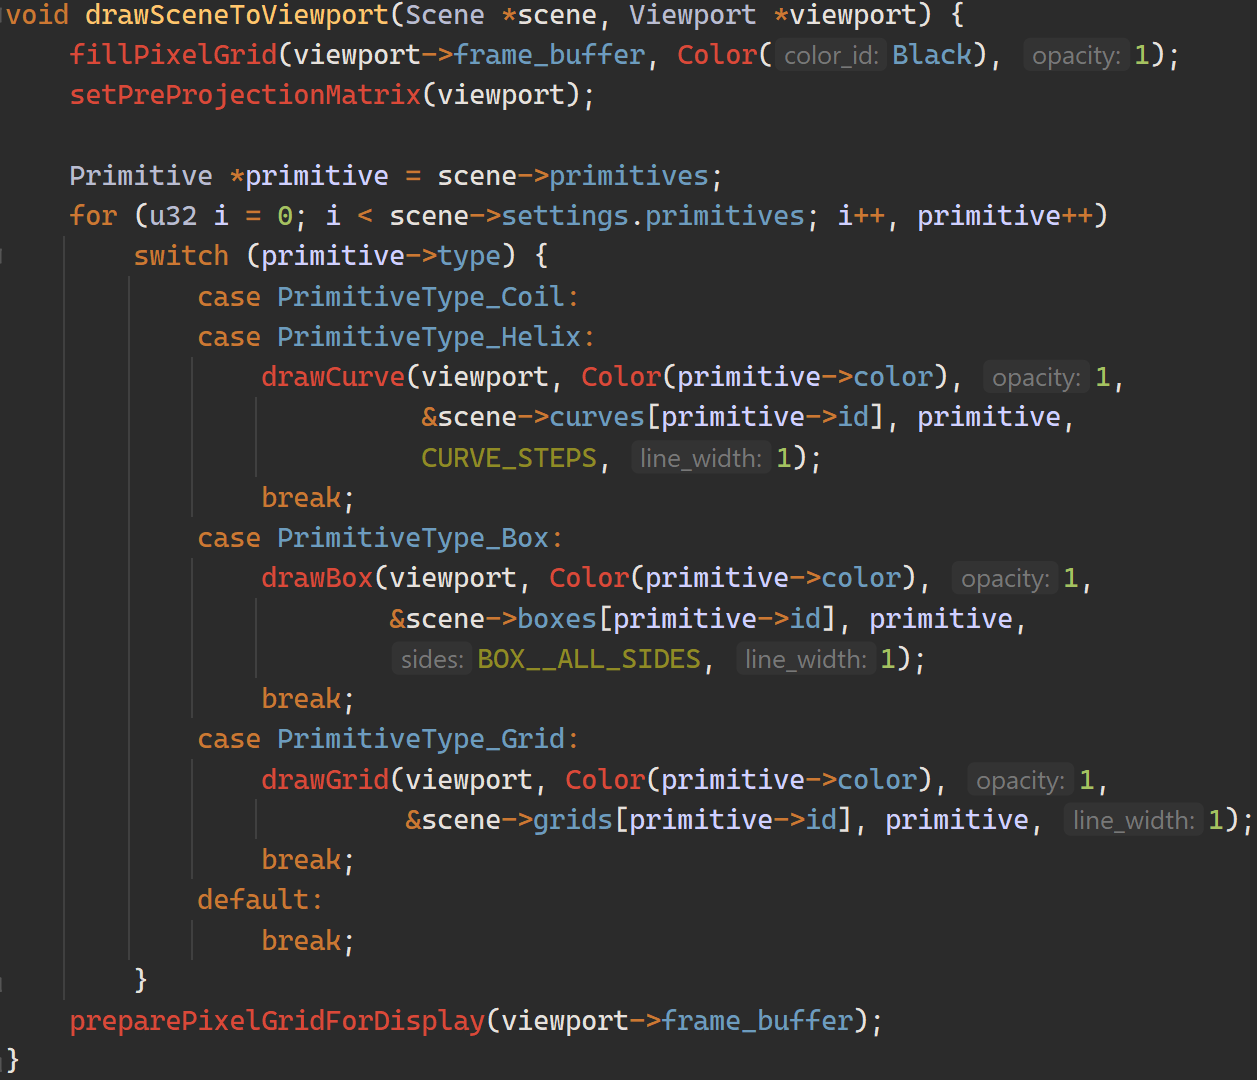 void drawSceneToViewport(Scene *scene, Viewport *viewport) {
    fillPixelGrid(viewport->frame_buffer, Color( color_id: Black), opacity: 1);
    setPreProjectionMatrix(viewport);

    Primitive *primitive = scene->primitives;
    for (u32 i = 0; i < scene->settings.primitives; i++, primitive++)
        switch (primitive->type) {
            case PrimitiveType_Coil:
            case PrimitiveType_Helix:
                drawCurve(viewport, Color(primitive->color), opacity: 1,
                          &scene->curves[primitive->id], primitive,
                          CURVE_STEPS, line_width: 1);
                break;
            case PrimitiveType_Box:
                drawBox(viewport, Color(primitive->color), opacity: 1,
                        &scene->boxes[primitive->id], primitive,
                        sides: BOX__ALL_SIDES, line_width: 1);
                break;
            case PrimitiveType_Grid:
                drawGrid(viewport, Color(primitive->color), opacity: 1,
                         &scene->grids[primitive->id], primitive, line_width: 1);
                break;
            default:
                break;
        }
    preparePixelGridForDisplay(viewport->frame_buffer);
}